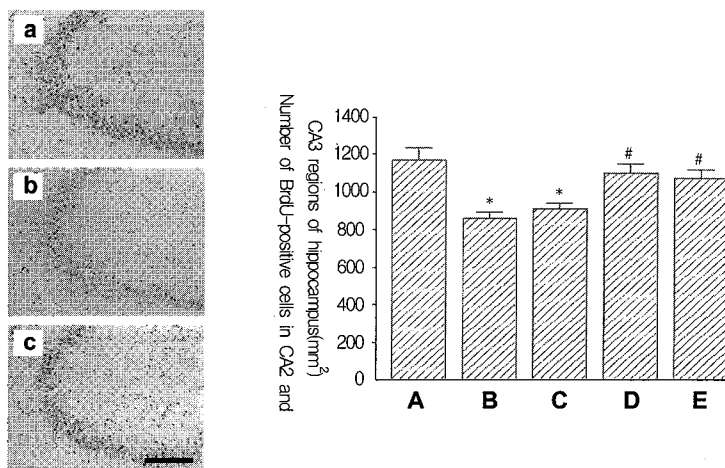 a
b
c
Number of BrdU-positive cells in CA2 and
CA3 regions of hippocampus(mm²)
1400
1200
1000
800
600
400
200
0
* * # #
A B C D E